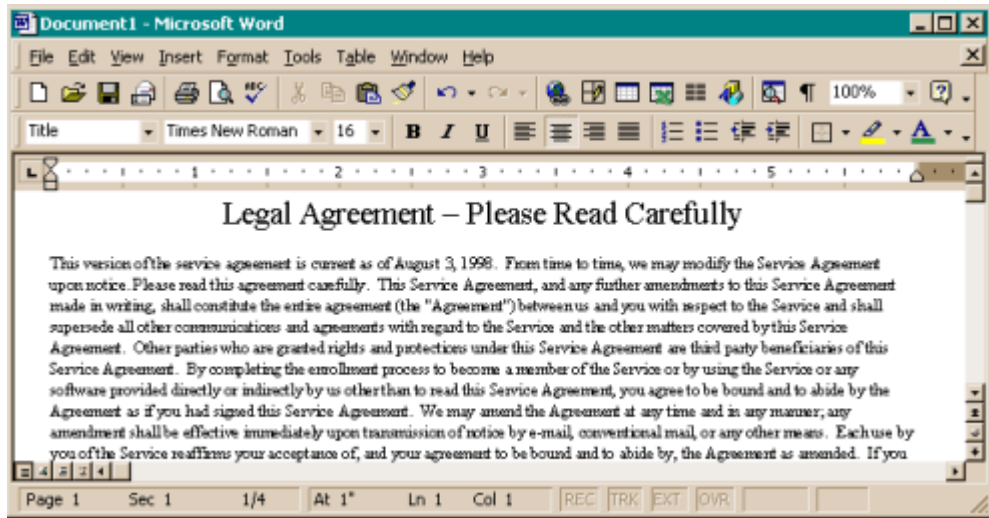 Document1 - Microsoft Word
File Edit View Insert Format Tools Table Window Help
ABC 100%
Title Times New Roman 16 B I U A
L 1 2 3 4 5
Legal Agreement – Please Read Carefully
This version of the service agreement is current as of August 3, 1998. From time to time, we may modify the Service Agreement
upon notice. Please read this agreement carefully. This Service Agreement, and any further amendments to this Service Agreement
made in writing, shall constitute the entire agreement (the "Agreement") between us and you with respect to the Service and shall
supersede all other communications and agreements with regard to the Service and the other matters covered by this Service
Agreement. Other parties who are granted rights and protections under this Service Agreement are third party beneficiaries of this
Service Agreement. By completing the enrollment process to become a member of the Service or by using the Service or any
software provided directly or indirectly by us other than to read this Service Agreement, you agree to be bound and to abide by the
Agreement as if you had signed this Service Agreement. We may amend the Agreement at any time and in any manner; any
amendment shall be effective immediately upon transmission of notice by e-mail, conventional mail, or any other means. Each use by
you of the Service reaffirms your acceptance of, and your agreement to be bound and to abide by, the Agreement as amended. If you
Page 1 Sec 1 1/4 At 1" Ln 1 Col 1 REC TRK EXT OVR